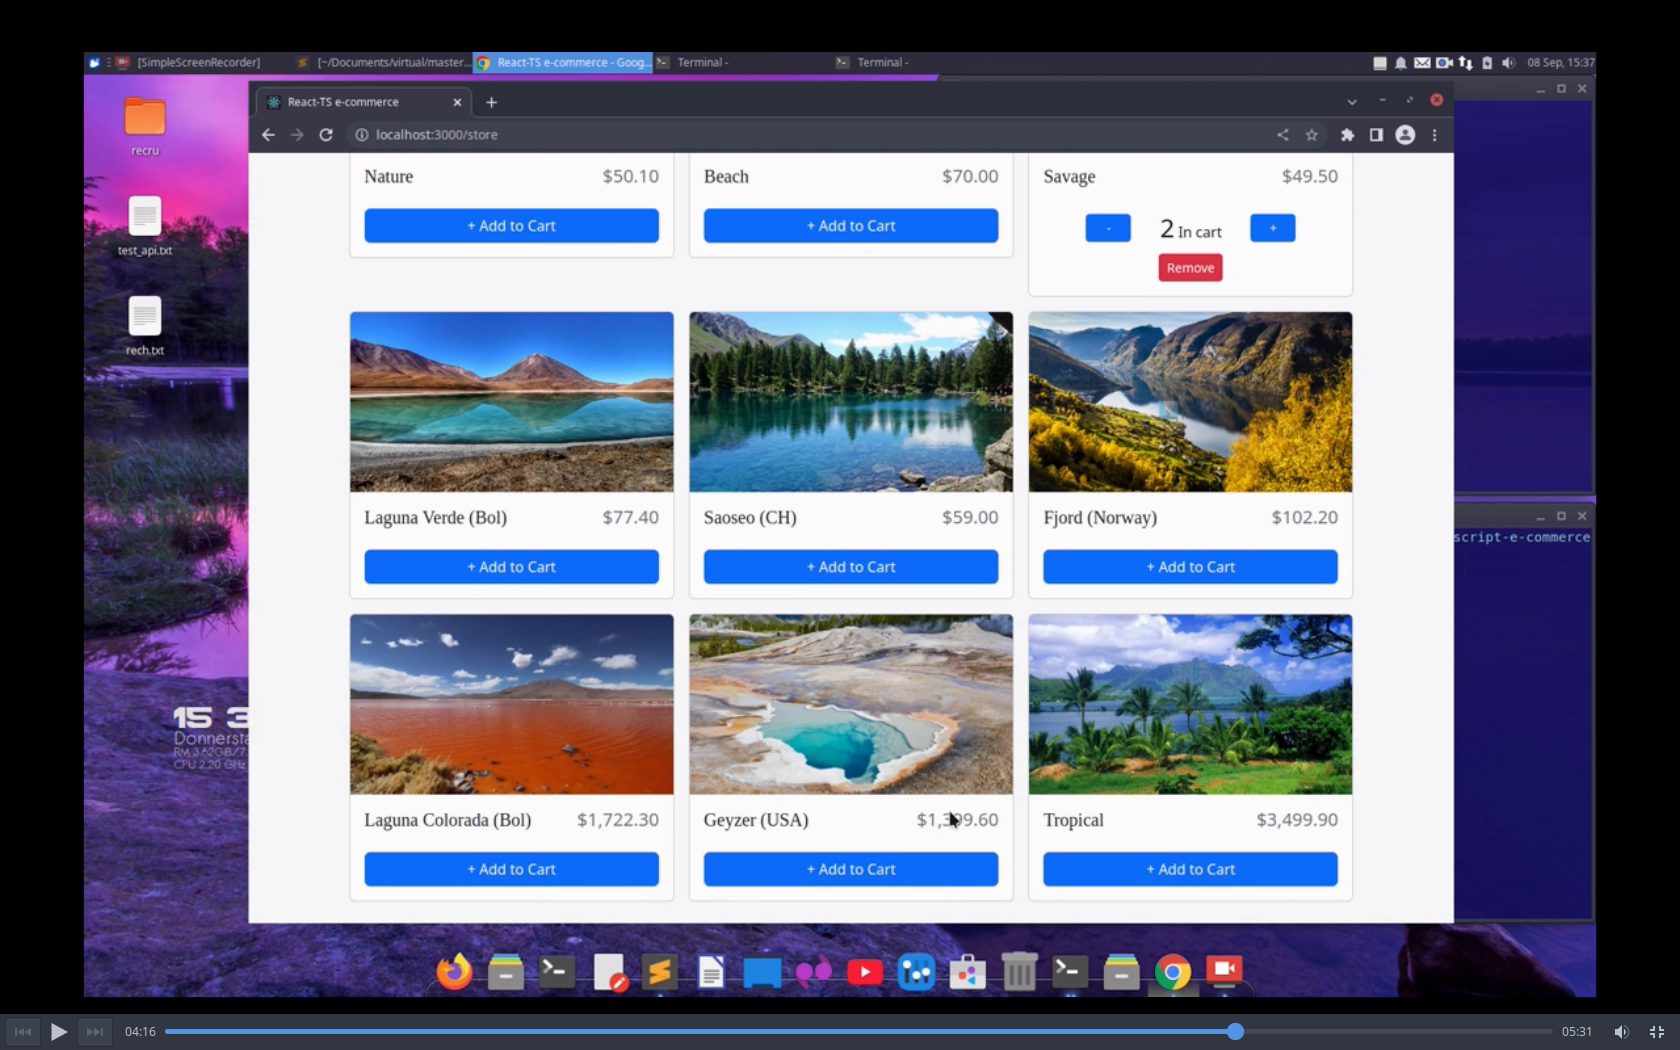 [SimpleScreenRecorder]
[~/Documents/virtual/master...
React-TS e-commerce - Goog...
Terminal -
Terminal -
08 Sep, 15:37
React-TS e-commerce
localhost:3000/store
recru
test_api.txt
rech.txt
Nature $50.10
+ Add to Cart
Beach $70.00
+ Add to Cart
Savage $49.50
- 2 In cart +
Remove
Laguna Verde (Bol) $77.40
+ Add to Cart
Saoseo (CH) $59.00
+ Add to Cart
Fjord (Norway) $102.20
+ Add to Cart
script-e-commerce
Laguna Colorada (Bol) $1,722.30
+ Add to Cart
Geyzer (USA)
+ Add to Cart
Tropical $3,499.90
+ Add to Cart
15 3
Donnersta
RM 3.62GB/7
CPU 2.20 GHz
04:16
05:31